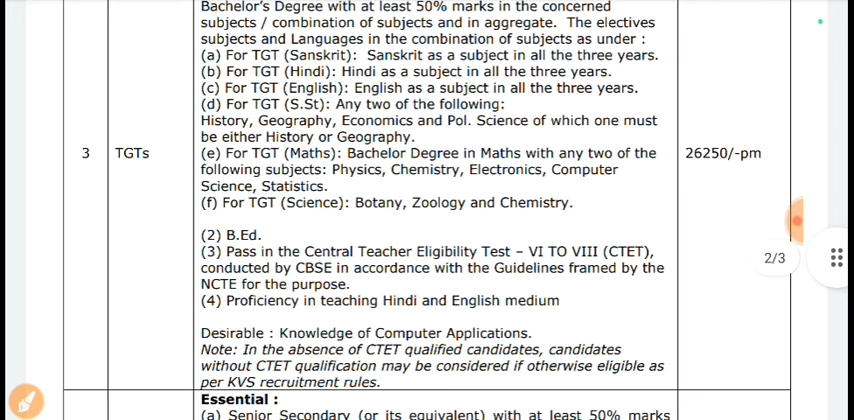 Bachelor's Degree with at least 50% marks in the concerned
subjects / combination of subjects and in aggregate. The electives
subjects and Languages in the combination of subjects as under :
(a) For TGT (Sanskrit): Sanskrit as a subject in all the three years.
(b) For TGT (Hindi): Hindi as a subject in all the three years.
(c) For TGT (English): English as a subject in all the three years.
(d) For TGT (S.St): Any two of the following:
History, Geography, Economics and Pol. Science of which one must
be either History or Geography.
3 TGTs (e) For TGT (Maths): Bachelor Degree in Maths with any two of the 26250/-pm
following subjects: Physics, Chemistry, Electronics, Computer
Science, Statistics.
(f) For TGT (Science): Botany, Zoology and Chemistry.
(2) B.Ed.
(3) Pass in the Central Teacher Eligibility Test – VI TO VIII (CTET),
2/3
conducted by CBSE in accordance with the Guidelines framed by the
NCTE for the purpose.
(4) Proficiency in teaching Hindi and English medium
Desirable : Knowledge of Computer Applications.
Note: In the absence of CTET qualified candidates, candidates
without CTET qualification may be considered if otherwise eligible as
per KVS recruitment rules.
Essential :
(a) Senior Secondary (or its equivalent) with at least 50% marks